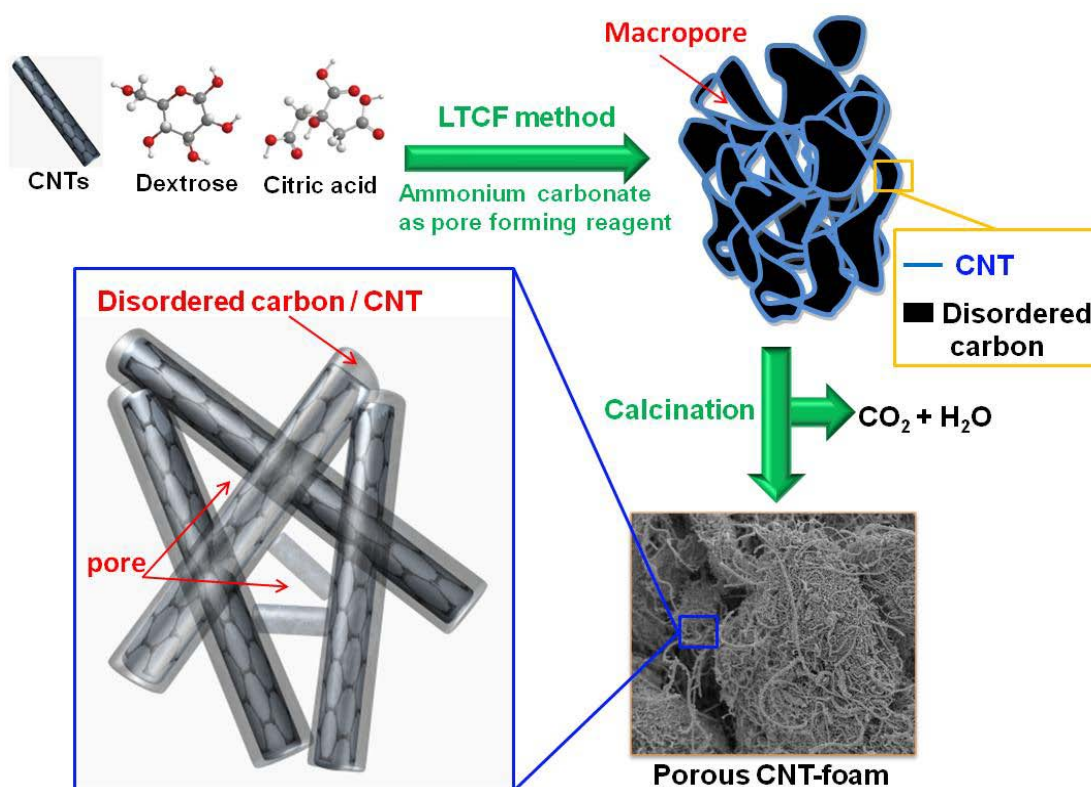 CNTs
Dextrose
Citric acid
LTCF method
Ammonium carbonate
as pore forming reagent
Macropore
CNT
Disordered
carbon
Disordered carbon / CNT
pore
Calcination
CO₂ + H₂O
Porous CNT-foam